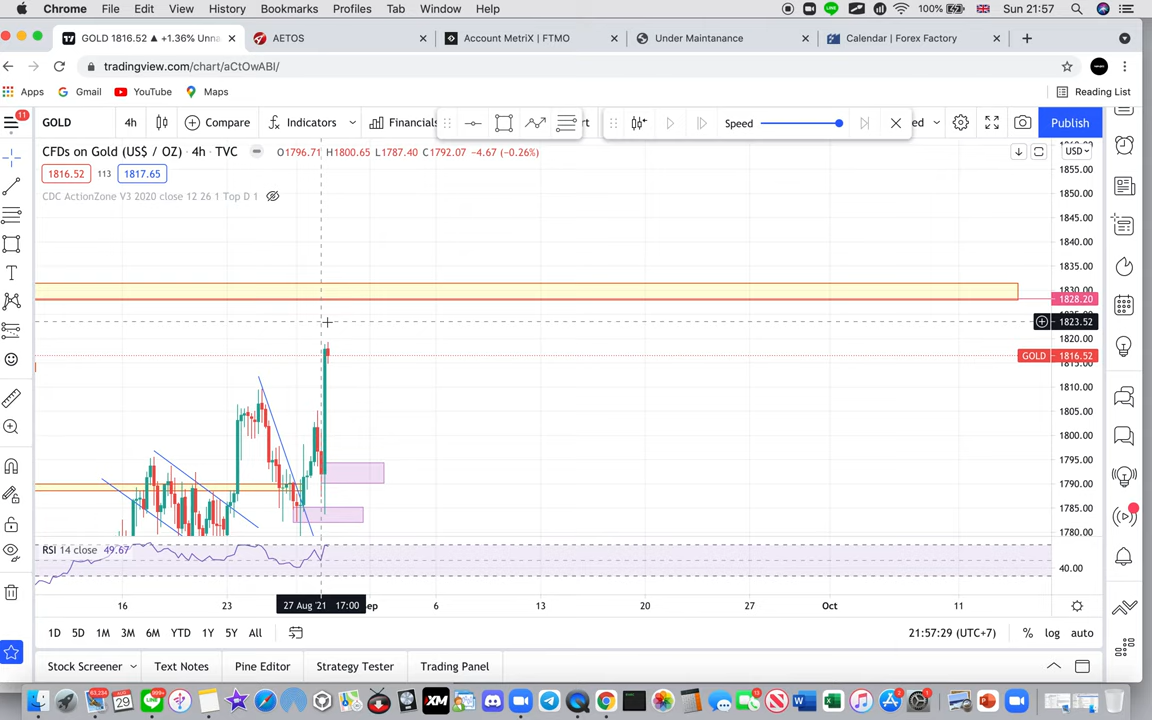 Chrome File Edit View History Bookmarks Profiles Tab Window Help 100% Sun 21:57
GOLD 1816.52 ▲ +1.36% Unna AETOS Account MetriX | FTMO Under Maintanance Calendar | Forex Factory
tradingview.com/chart/aCtOwABI/
Apps Gmail YouTube Maps Reading List
11 GOLD 4h Compare Indicators Financials rt Speed ed Publish
CFDs on Gold (US$ / OZ) · 4h · TVC O1796.71 H1800.65 L1787.40 C1792.07 -4.67 (-0.26%) USD
1816.52 113 1817.65
CDC ActionZone V3 2020 close 12 26 1 Top D 1
1855.00
1850.00
1845.00
1840.00
1835.00
1830.00
1828.20
1823.52
1820.00
GOLD 1816.52
1810.00
1805.00
1800.00
1795.00
1790.00
1785.00
1780.00
RSI 14 close 49.67
40.00
16 23 27 Aug '21 17:00 ep 6 13 20 27 Oct 11
1D 5D 1M 3M 6M YTD 1Y 5Y All 21:57:29 (UTC+7) % log auto
Stock Screener Text Notes Pine Editor Strategy Tester Trading Panel